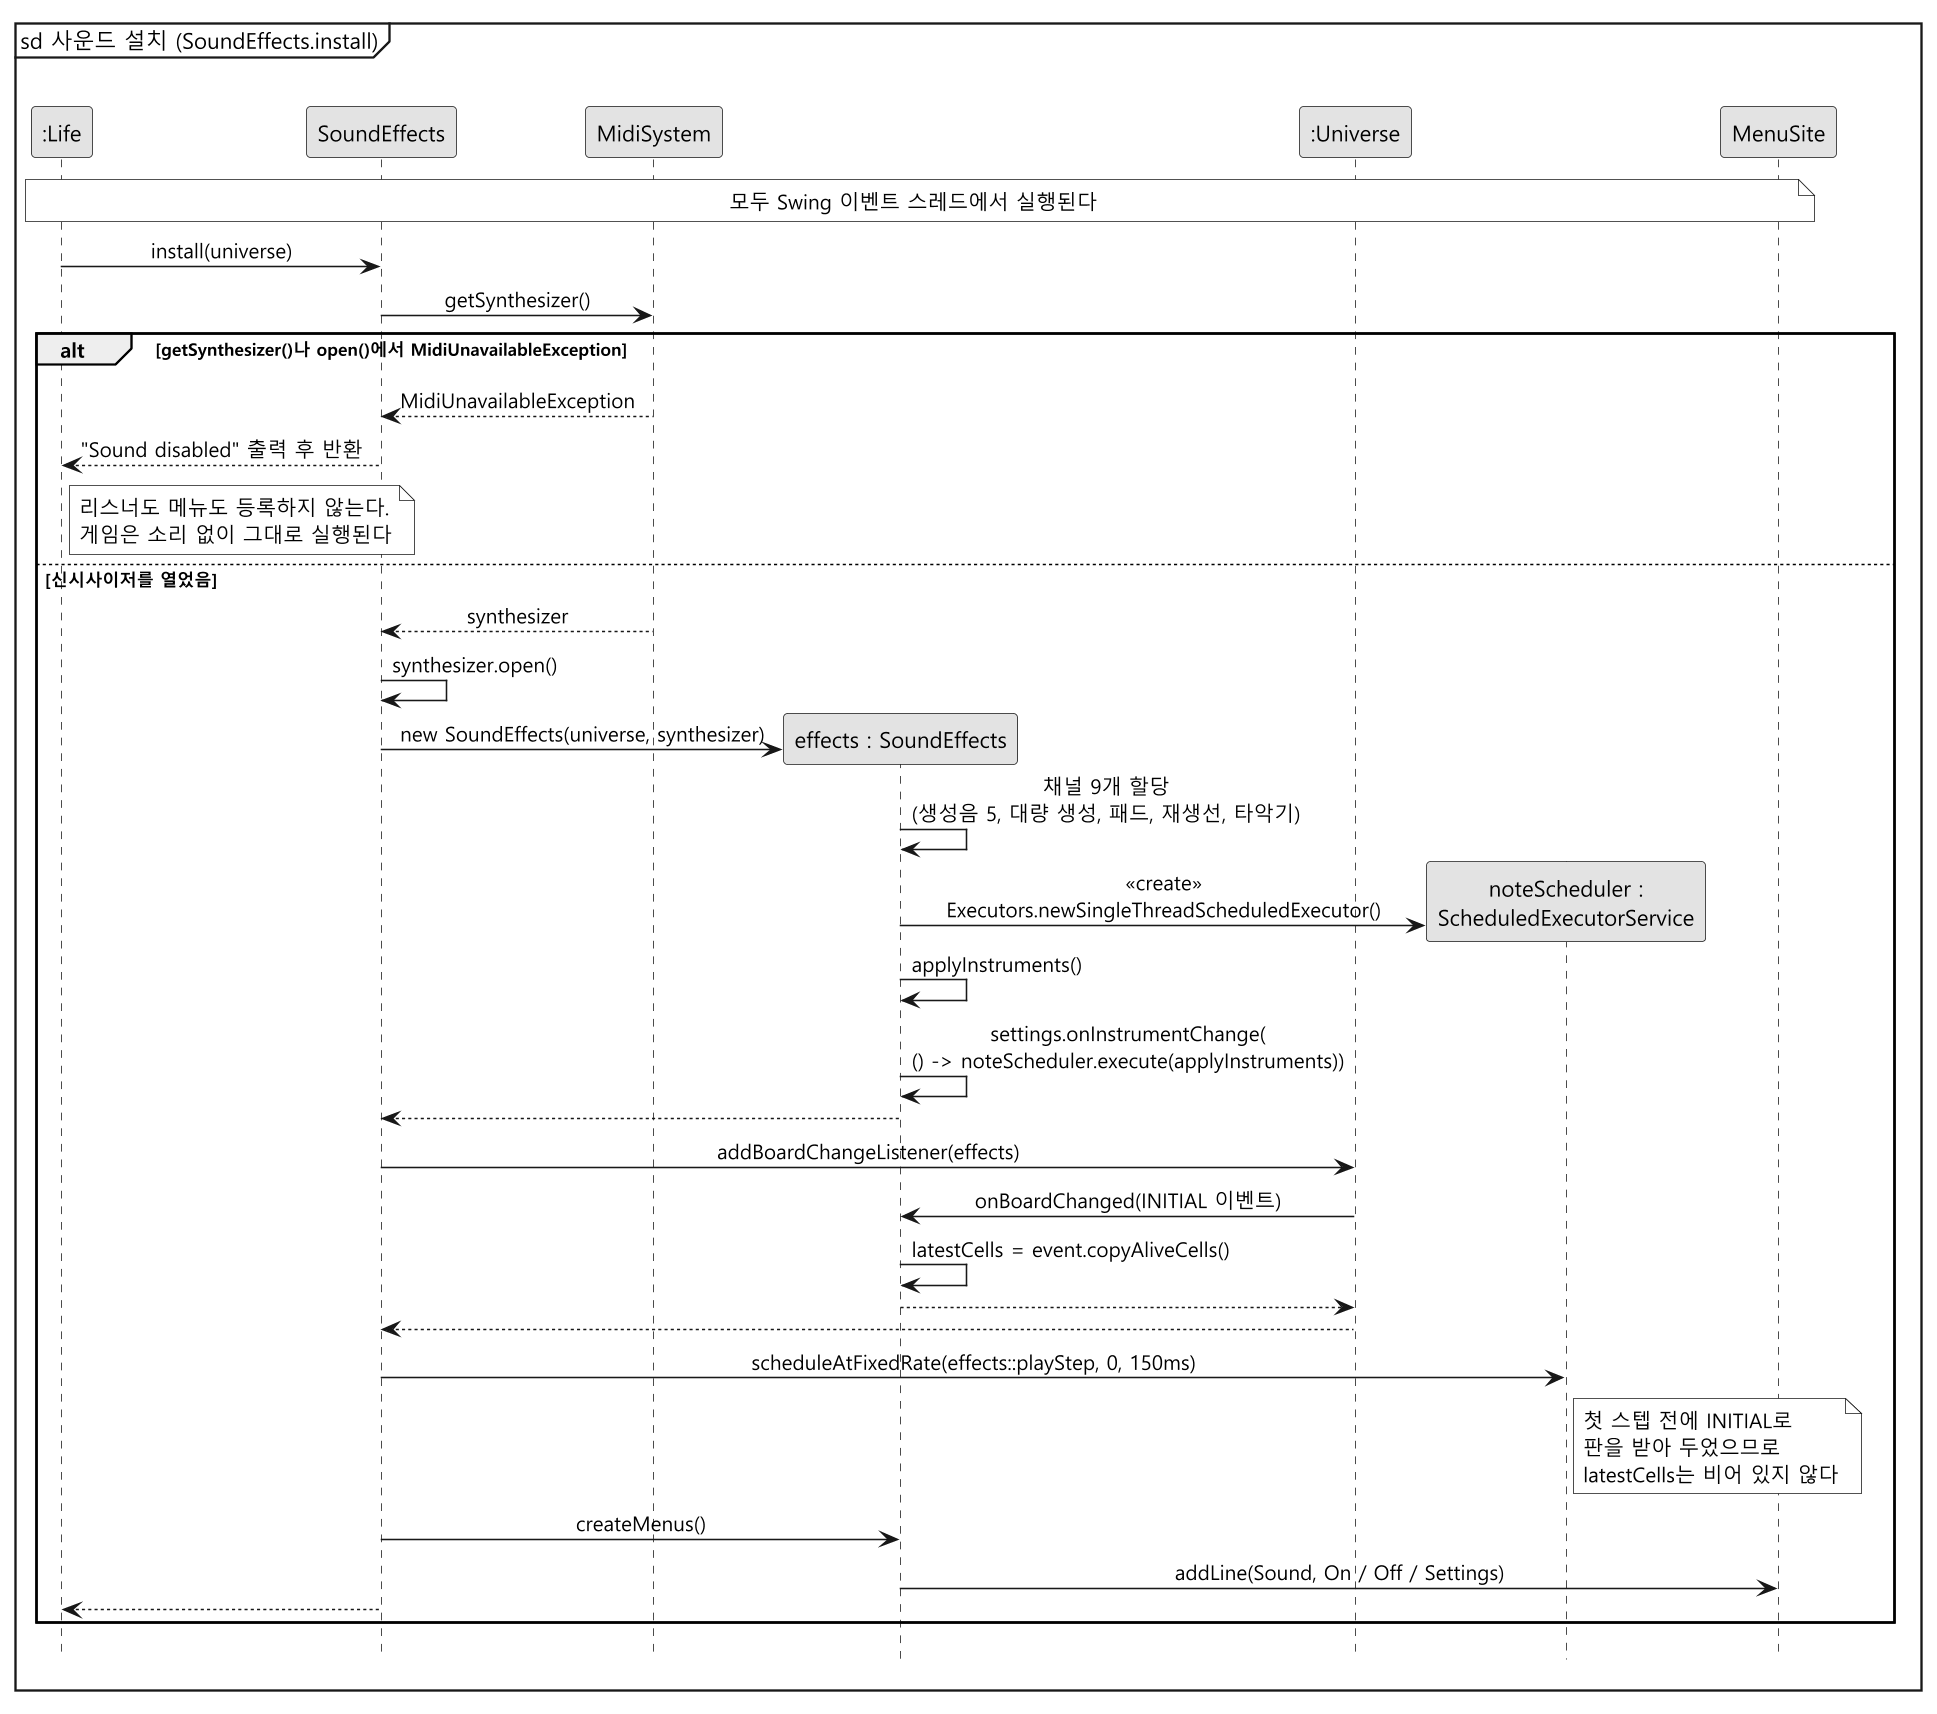 sd 사운드 설치 (SoundEffects.install)
:Life
SoundEffects
MidiSystem
:Universe
MenuSite
모두 Swing 이벤트 스레드에서 실행된다
install(universe)
getSynthesizer()
alt
[getSynthesizer()나 open()에서 MidiUnavailableException]
MidiUnavailableException
"Sound disabled" 출력 후 반환
리스너도 메뉴도 등록하지 않는다.
게임은 소리 없이 그대로 실행된다
[신시사이저를 열었음]
synthesizer
synthesizer.open()
new SoundEffects(universe, synthesizer)
effects : SoundEffects
채널 9개 할당
(생성음 5, 대량 생성, 패드, 재생선, 타악기)
«create»
Executors.newSingleThreadScheduledExecutor()
noteScheduler :
ScheduledExecutorService
applyInstruments()
settings.onInstrumentChange(
() -> noteScheduler.execute(applyInstruments))
addBoardChangeListener(effects)
onBoardChanged(INITIAL 이벤트)
latestCells = event.copyAliveCells()
scheduleAtFixedRate(effects::playStep, 0, 150ms)
첫 스텝 전에 INITIAL로
판을 받아 두었으므로
latestCells는 비어 있지 않다
createMenus()
addLine(Sound, On / Off / Settings)